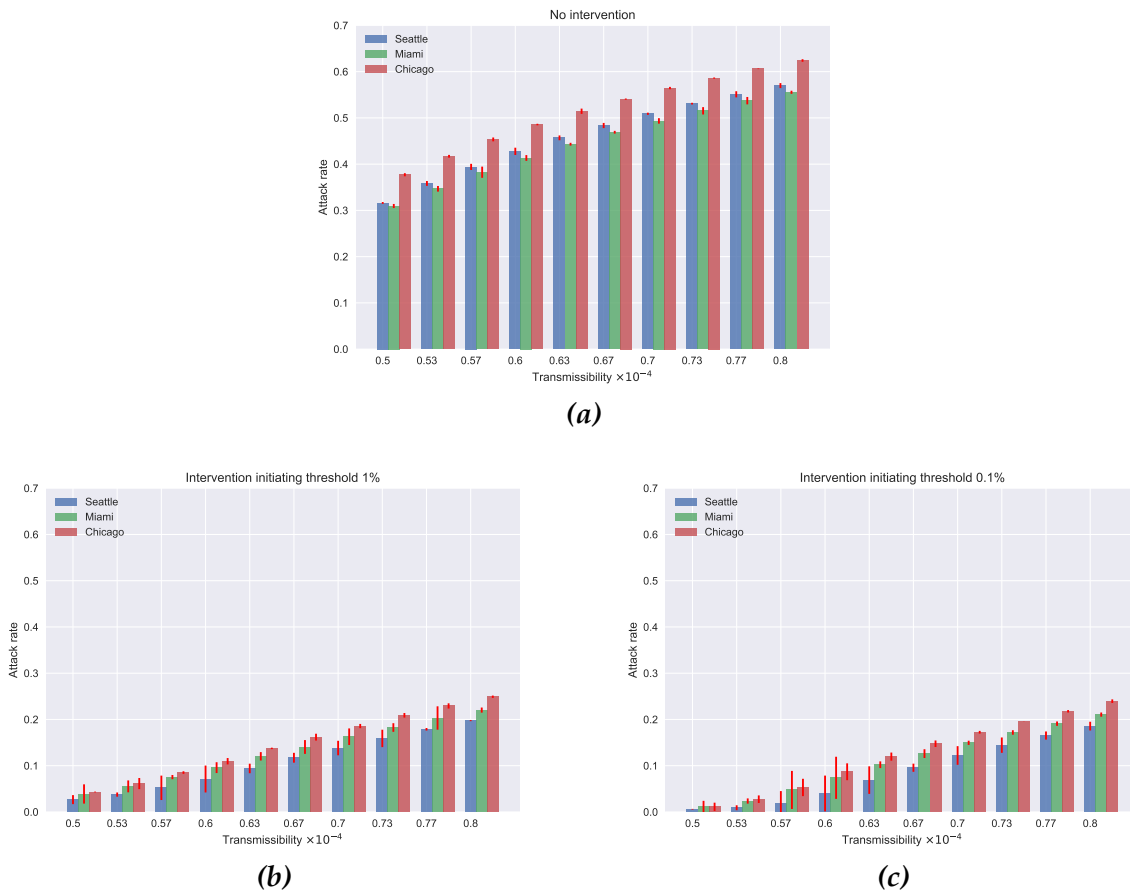 No intervention
0.7
Seattle
Miami
Chicago
0.6
0.5
0.4
Attack rate
0.3
0.2
0.1
0.0
0.5 0.53 0.57 0.6 0.63 0.67 0.7 0.73 0.77 0.8
Transmissibility ×10⁻⁴
(a)
Intervention initiating threshold 1%
0.7
Seattle
Miami
Chicago
0.6
0.5
0.4
Attack rate
0.3
0.2
0.1
0.0
0.5 0.53 0.57 0.6 0.63 0.67 0.7 0.73 0.77 0.8
Transmissibility ×10⁻⁴
(b)
Intervention initiating threshold 0.1%
0.7
Seattle
Miami
Chicago
0.6
0.5
0.4
Attack rate
0.3
0.2
0.1
0.0
0.5 0.53 0.57 0.6 0.63 0.67 0.7 0.73 0.77 0.8
Transmissibility ×10⁻⁴
(c)